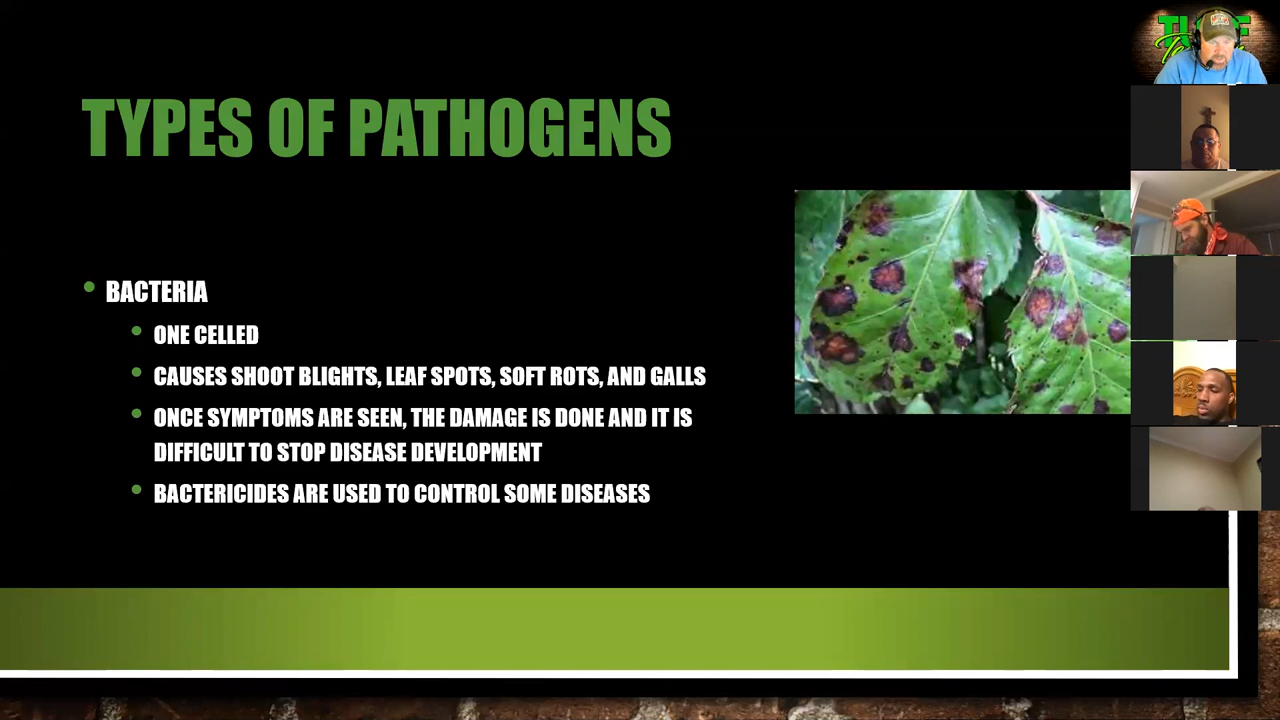 TYPES OF PATHOGENS
BACTERIA
ONE CELLED
CAUSES SHOOT BLIGHTS, LEAF SPOTS, SOFT ROTS, AND GALLS
ONCE SYMPTOMS ARE SEEN, THE DAMAGE IS DONE AND IT IS
DIFFICULT TO STOP DISEASE DEVELOPMENT
BACTERICIDES ARE USED TO CONTROL SOME DISEASES